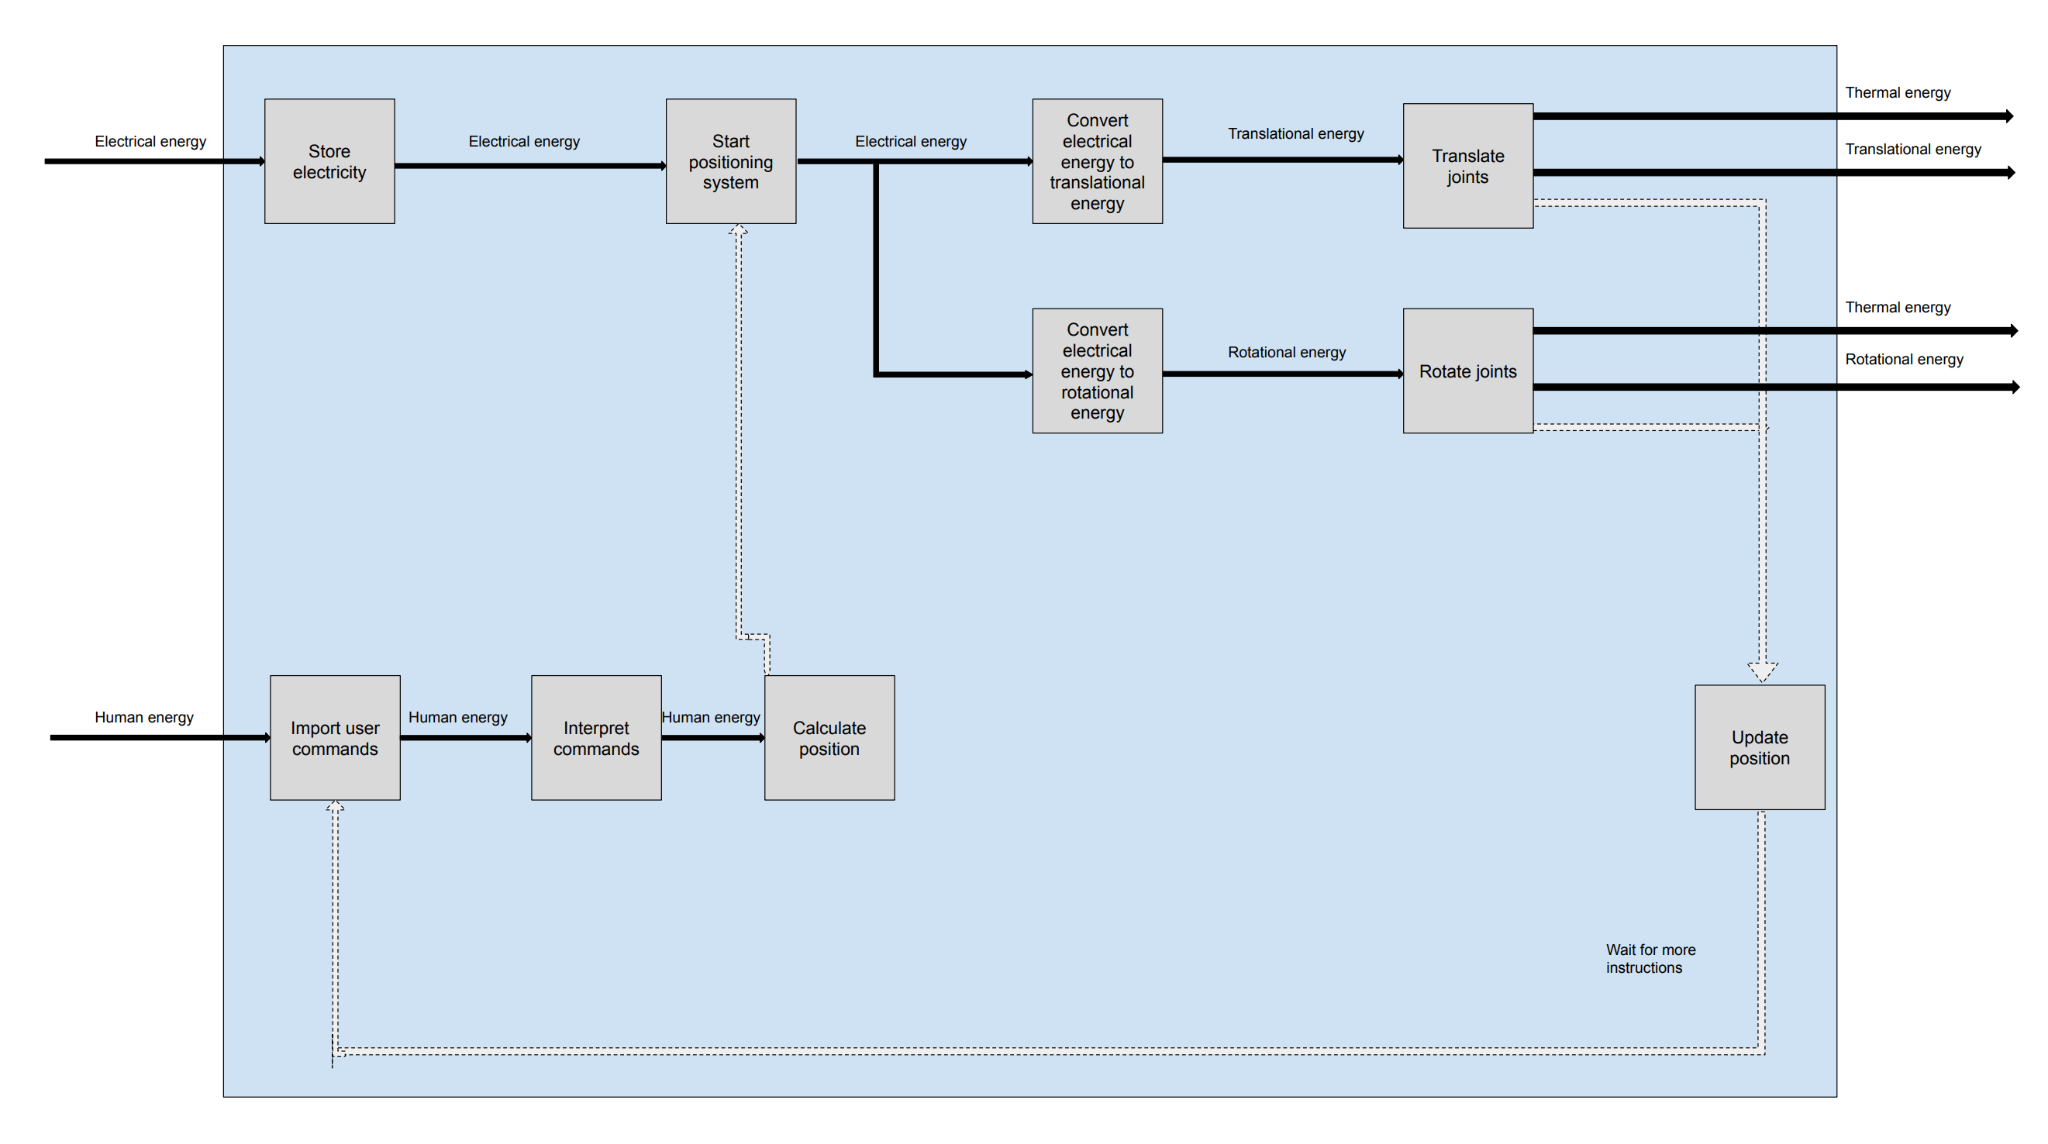 Thermal energy
Electrical energy
Store
electricity
Electrical energy
Start
positioning
system
Electrical energy
Convert
electrical
energy to
translational
energy
Translational energy
Translate
joints
Translational energy
Convert
electrical
energy to
rotational
energy
Rotational energy
Rotate joints
Thermal energy
Rotational energy
Human energy
Import user
commands
Human energy
Interpret
commands
Human energy
Calculate
position
Update
position
Wait for more
instructions